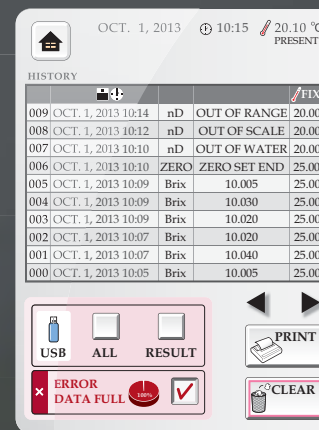 OCT. 1, 2013 10:15 20.10 °C
PRESENT
HISTORY
FIX
009 OCT. 1, 2013 10:14 nD OUT OF RANGE 20.00
008 OCT. 1, 2013 10:12 nD OUT OF SCALE 20.00
007 OCT. 1, 2013 10:10 nD OUT OF WATER 20.00
006 OCT. 1, 2013 10:10 ZERO ZERO SET END 25.00
005 OCT. 1, 2013 10:09 Brix 10.005 25.00
004 OCT. 1, 2013 10:09 Brix 10.030 25.00
003 OCT. 1, 2013 10:09 Brix 10.020 25.00
002 OCT. 1, 2013 10:07 Brix 10.020 25.00
001 OCT. 1, 2013 10:07 Brix 10.040 25.00
000 OCT. 1, 2013 10:05 Brix 10.005 25.00
USB ALL RESULT
PRINT
ERROR
DATA FULL
100%
CLEAR